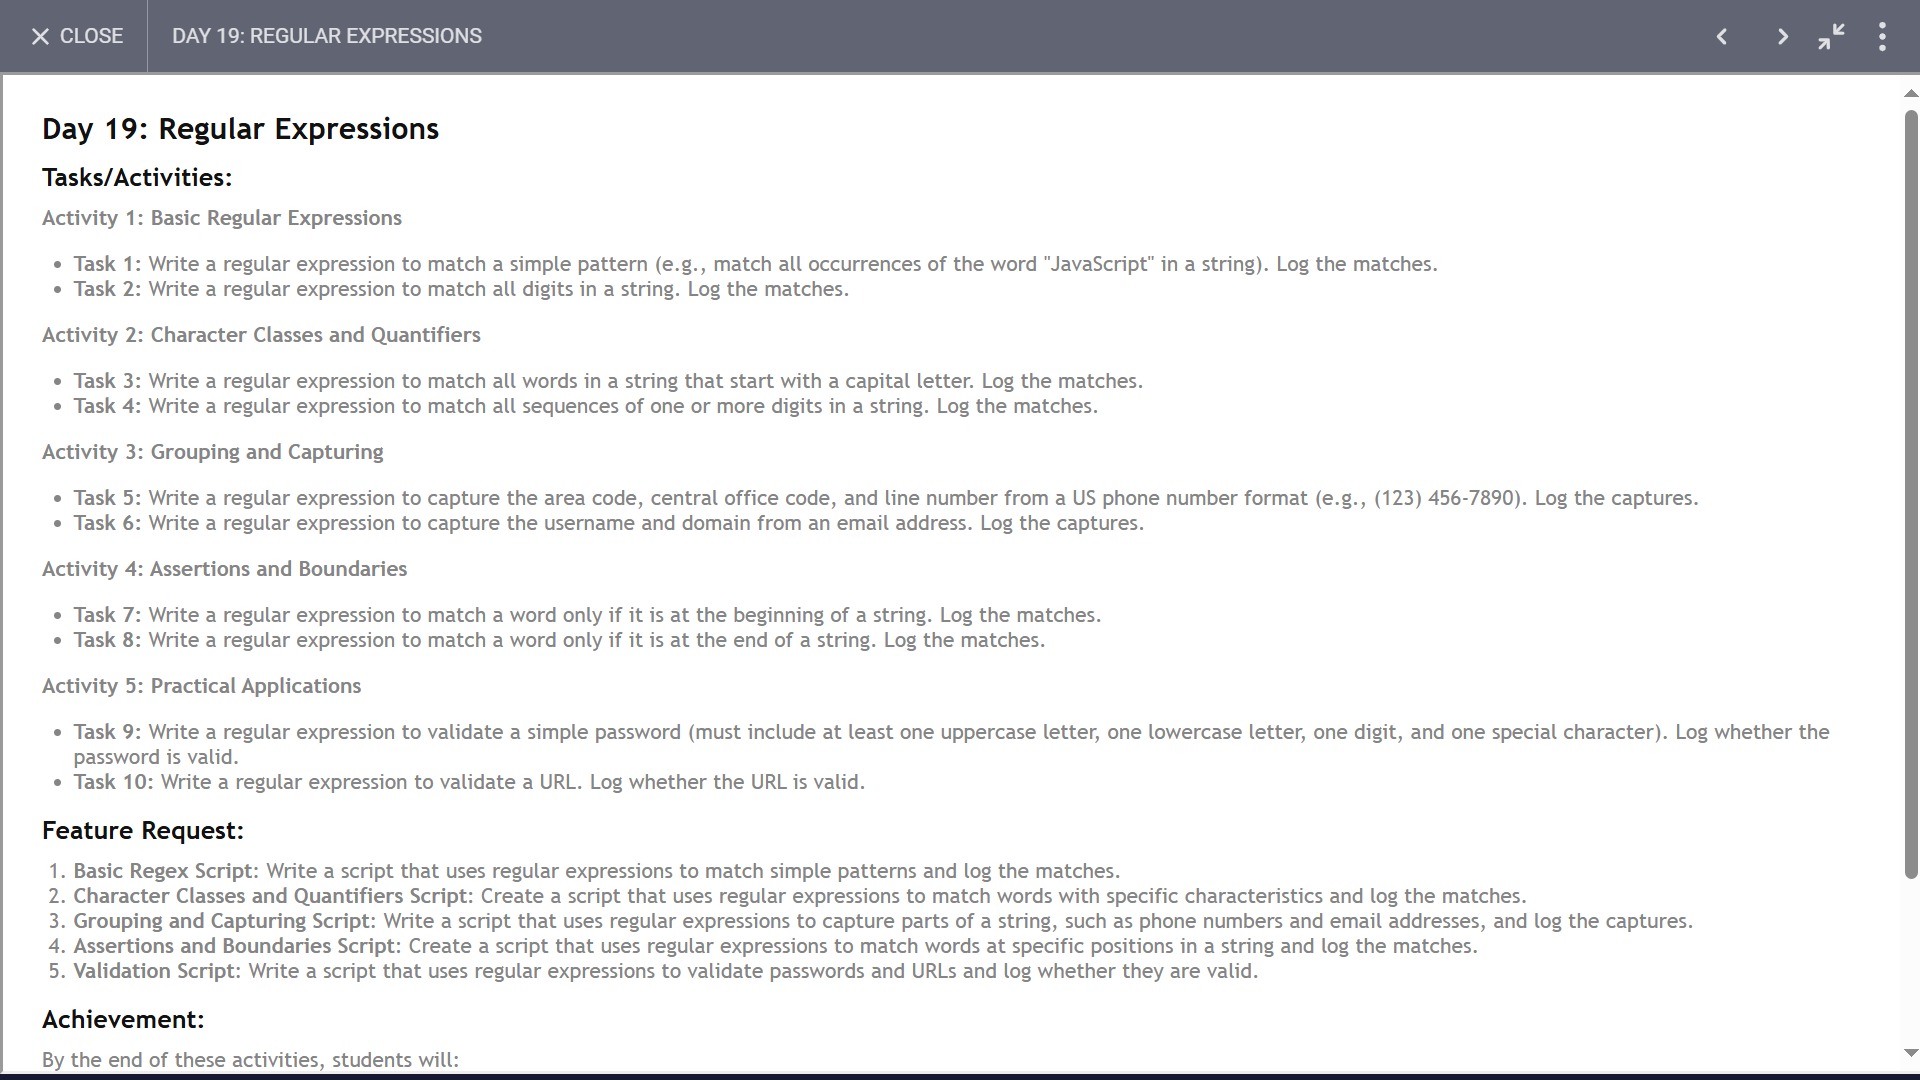 CLOSE
DAY 19: REGULAR EXPRESSIONS
Day 19: Regular Expressions
Tasks/Activities:
Activity 1: Basic Regular Expressions
• Task 1: Write a regular expression to match a simple pattern (e.g., match all occurrences of the word "JavaScript" in a string). Log the matches.
• Task 2: Write a regular expression to match all digits in a string. Log the matches.
Activity 2: Character Classes and Quantifiers
• Task 3: Write a regular expression to match all words in a string that start with a capital letter. Log the matches.
• Task 4: Write a regular expression to match all sequences of one or more digits in a string. Log the matches.
Activity 3: Grouping and Capturing
• Task 5: Write a regular expression to capture the area code, central office code, and line number from a US phone number format (e.g., (123) 456-7890). Log the captures.
• Task 6: Write a regular expression to capture the username and domain from an email address. Log the captures.
Activity 4: Assertions and Boundaries
• Task 7: Write a regular expression to match a word only if it is at the beginning of a string. Log the matches.
• Task 8: Write a regular expression to match a word only if it is at the end of a string. Log the matches.
Activity 5: Practical Applications
• Task 9: Write a regular expression to validate a simple password (must include at least one uppercase letter, one lowercase letter, one digit, and one special character). Log whether the
password is valid.
• Task 10: Write a regular expression to validate a URL. Log whether the URL is valid.
Feature Request:
1. Basic Regex Script: Write a script that uses regular expressions to match simple patterns and log the matches.
2. Character Classes and Quantifiers Script: Create a script that uses regular expressions to match words with specific characteristics and log the matches.
3. Grouping and Capturing Script: Write a script that uses regular expressions to capture parts of a string, such as phone numbers and email addresses, and log the captures.
4. Assertions and Boundaries Script: Create a script that uses regular expressions to match words at specific positions in a string and log the matches.
5. Validation Script: Write a script that uses regular expressions to validate passwords and URLs and log whether they are valid.
Achievement:
By the end of these activities, students will: